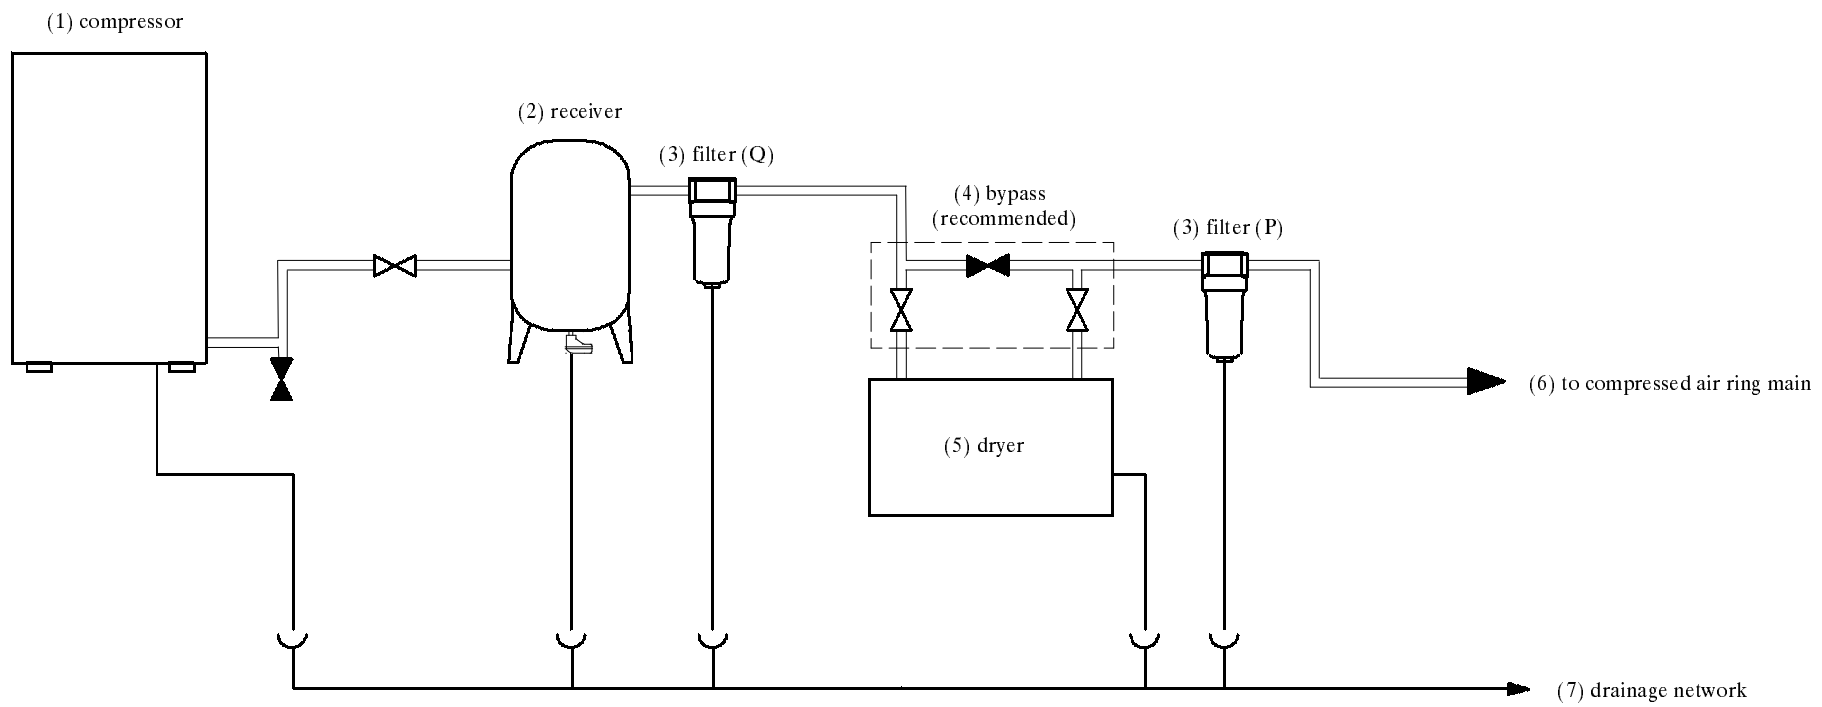 (1) compressor
(2) receiver
(3) filter (Q)
(4) bypass
(recommended)
(3) filter (P)
(6) to compressed air ring main
(5) dryer
(7) drainage network